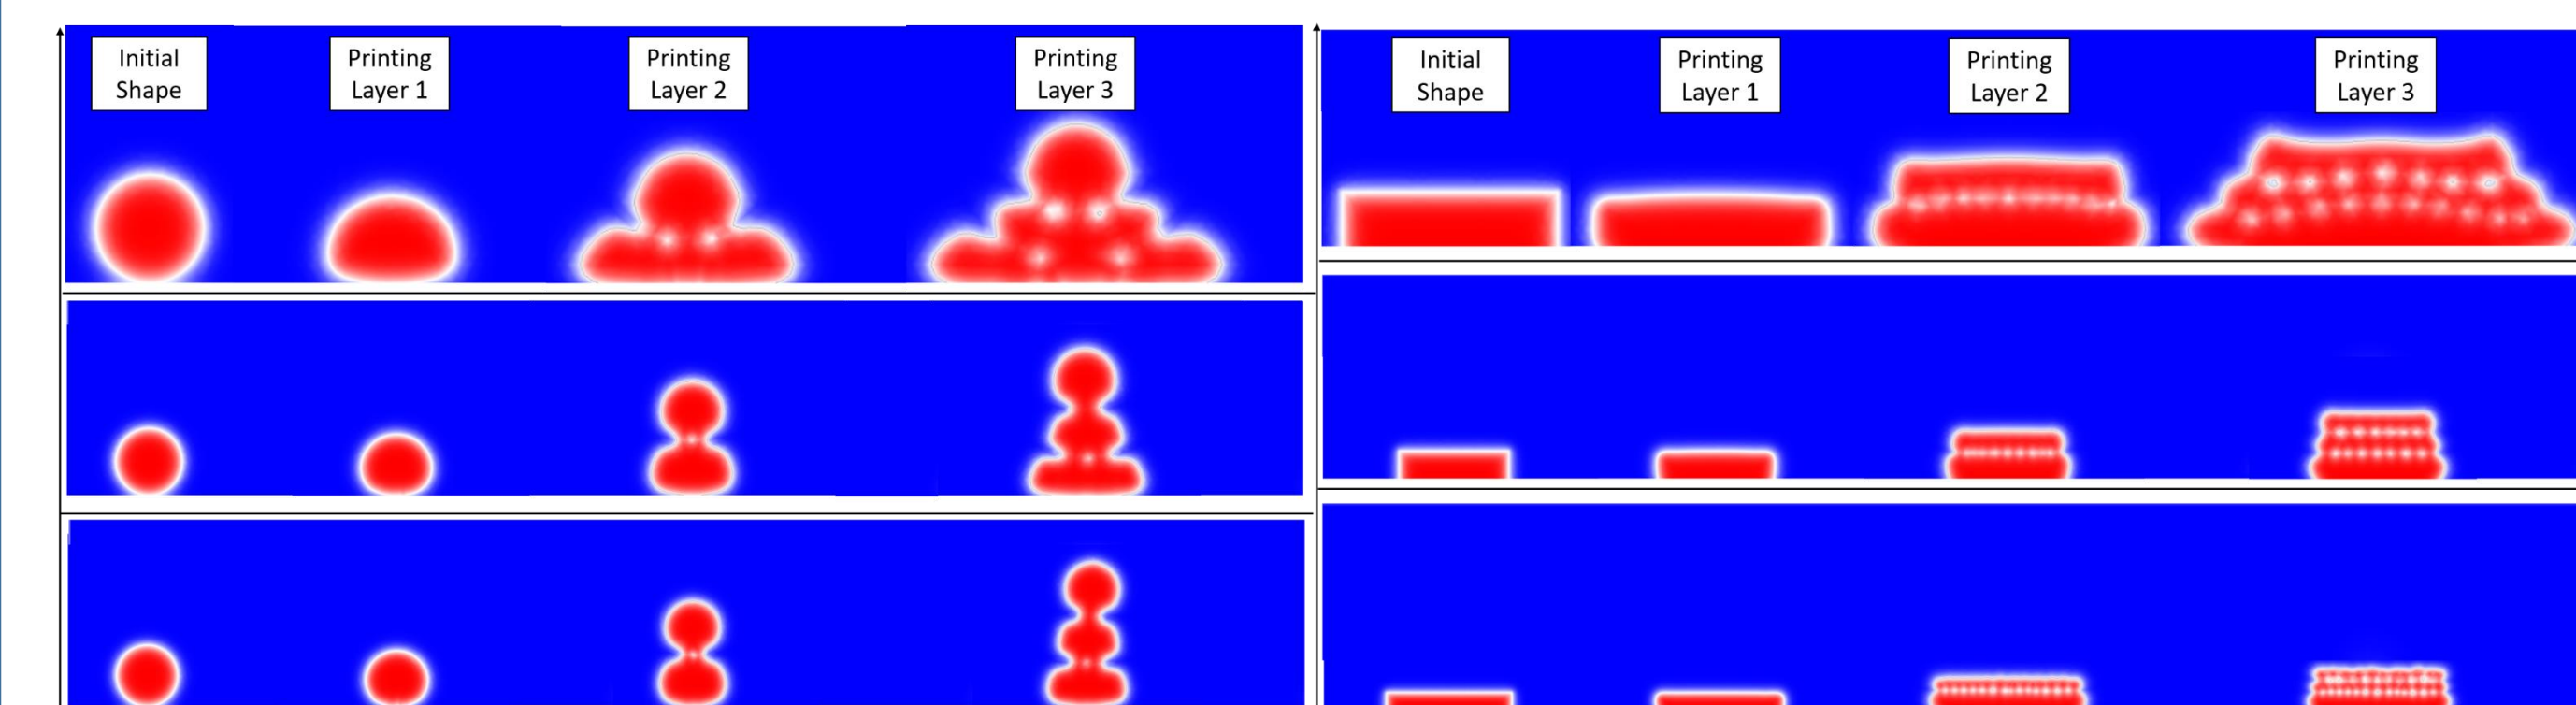 Initial
Shape
Printing
Layer 1
Printing
Layer 2
Printing
Layer 3
Initial
Shape
Printing
Layer 1
Printing
Layer 2
Printing
Layer 3